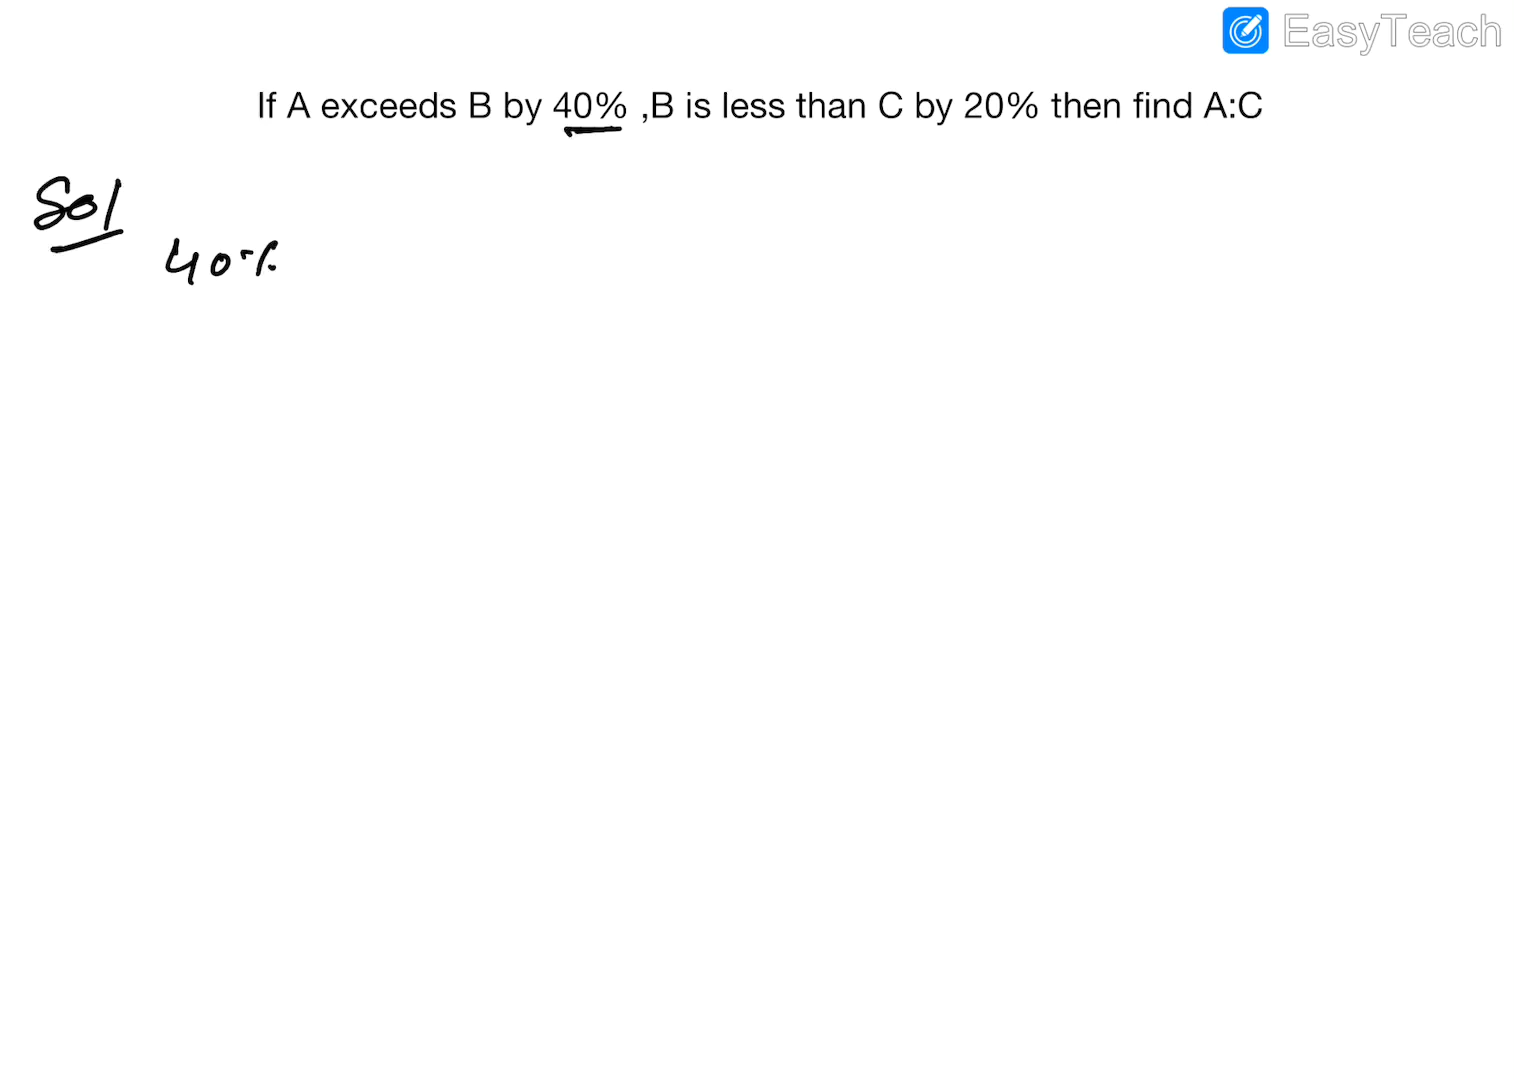 EasyTeach
If A exceeds B by 40% ,B is less than C by 20% then find A:C
Sol
40%